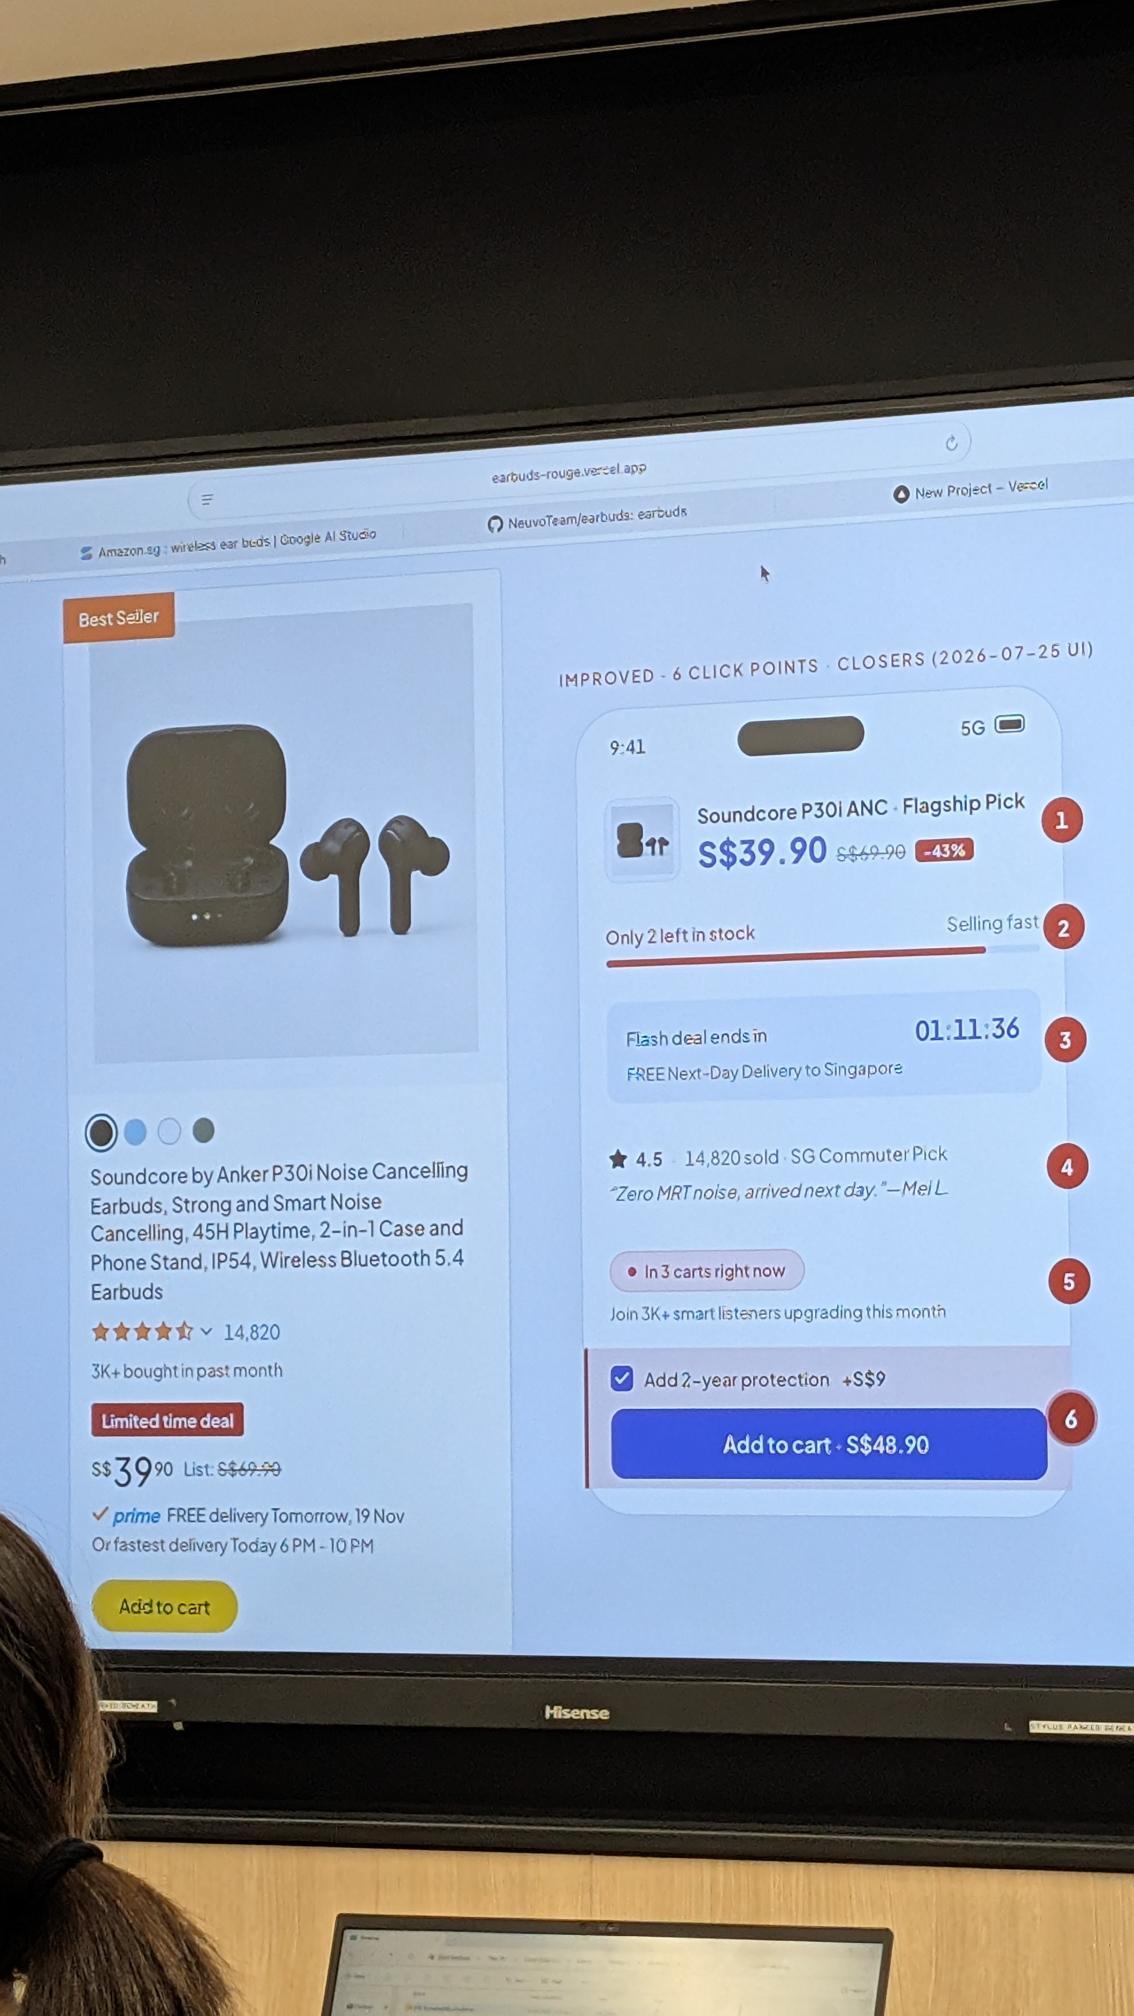 earbuds-rouge.vercel.app
Amazon.sg : wireless ear buds | Google AI Studio
NeuvoTeam/earbuds: earbuds
New Project – Vercel
Best Seller
Soundcore by Anker P30i Noise Cancelling
Earbuds, Strong and Smart Noise
Cancelling, 45H Playtime, 2-in-1 Case and
Phone Stand, IP54, Wireless Bluetooth 5.4
Earbuds
14,820
3K+ bought in past month
Limited time deal
S$39 90 List: S$69.90
prime FREE delivery Tomorrow, 19 Nov
Or fastest delivery Today 6 PM - 10 PM
Add to cart
IMPROVED - 6 CLICK POINTS · CLOSERS (2026-07-25 UI)
9:41
5G
Soundcore P30i ANC · Flagship Pick
1
S$39.90 S$69.90 -43%
Only 2 left in stock
Selling fast
2
Flash deal ends in
01:11:36
3
FREE Next-Day Delivery to Singapore
4.5 · 14,820 sold · SG Commuter Pick
4
"Zero MRT noise, arrived next day." — Mei L.
In 3 carts right now
5
Join 3K+ smart listeners upgrading this month
Add 2-year protection +S$9
6
Add to cart · S$48.90
Hisense